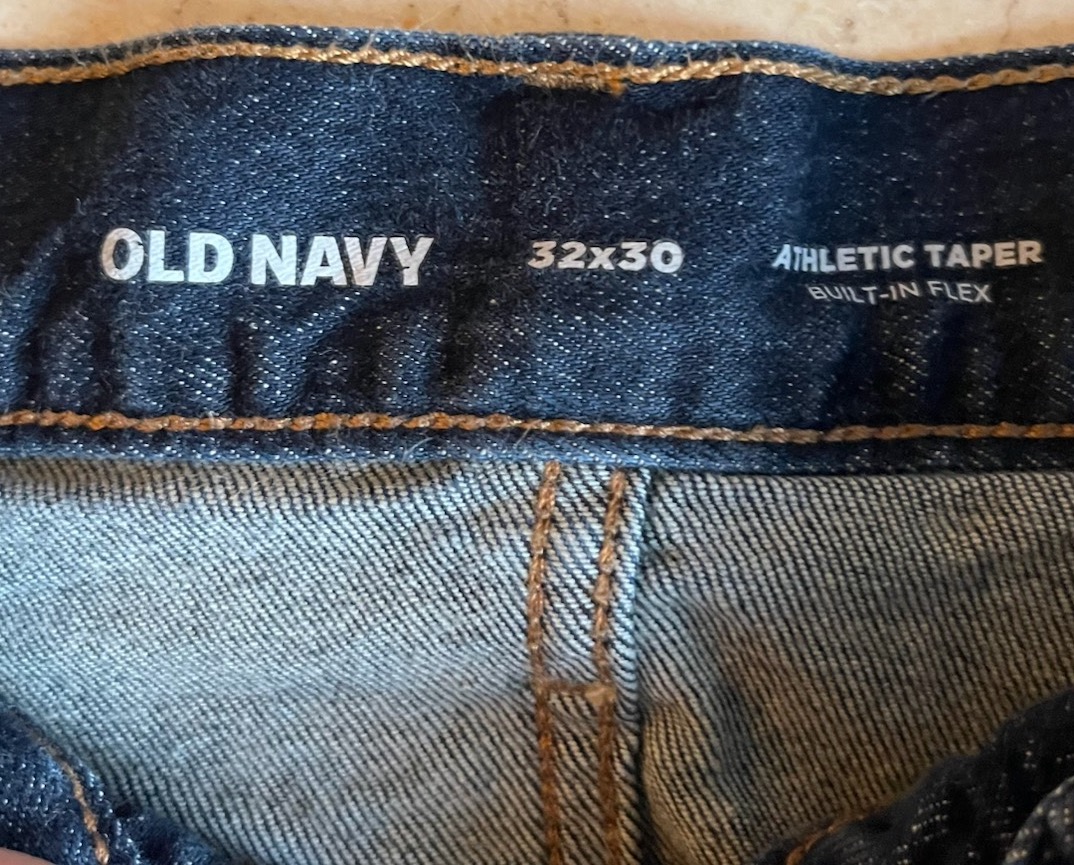 OLD NAVY
32x30
ATHLETIC TAPER
BUILT-IN FLEX